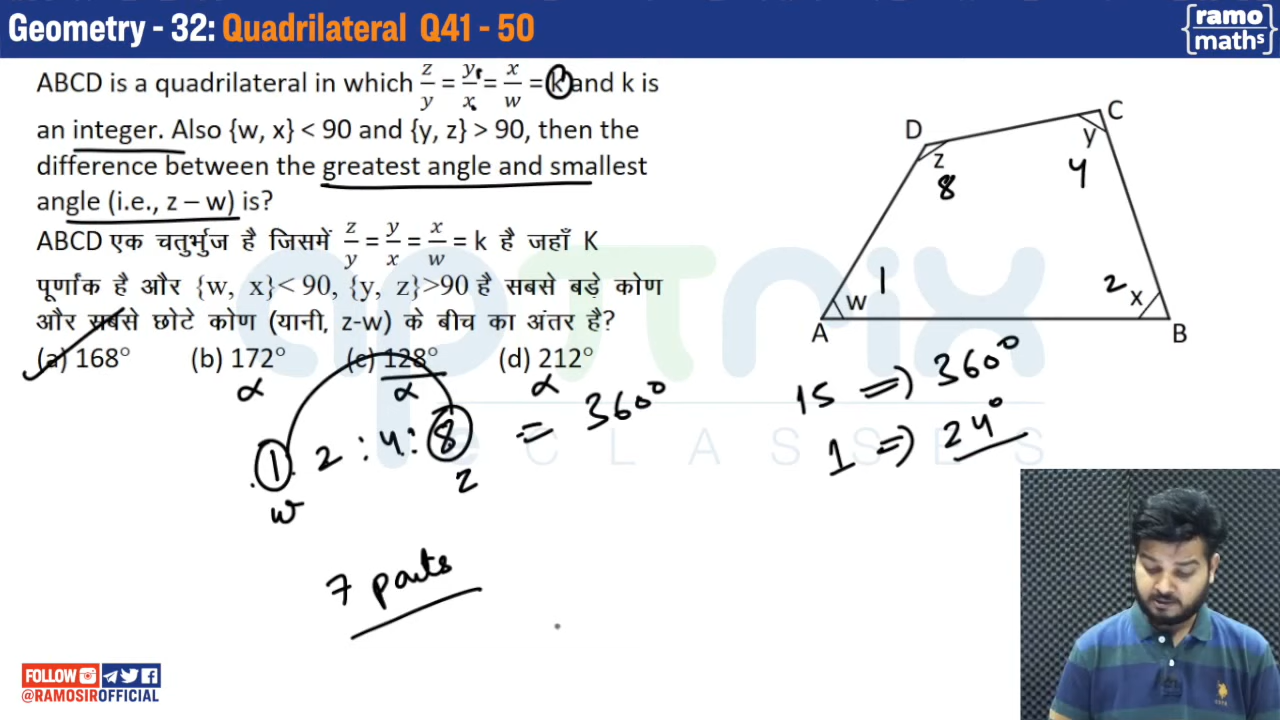 Geometry - 32: Quadrilateral Q41 - 50
ramo
maths
ABCD is a quadrilateral in which z/y = y/x = x/w = k and k is
an integer. Also {w, x} < 90 and {y, z} > 90, then the
difference between the greatest angle and smallest
angle (i.e., z – w) is?
ABCD एक चतुर्भुज है जिसमें z/y = y/x = x/w = k है जहाँ K
पूर्णांक है और {w, x}< 90, {y, z}>90 है सबसे बड़े कोण
और सबसे छोटे कोण (यानी, z-w) के बीच का अंतर है?
(a) 168° (b) 172° (c) 128° (d) 212°
α α α
1 : 2 : 4 : 8 = 360°
w z
7 parts
D C
z y
8 4
1 2
w x
A B
15 => 360°
1 => 24°
CLASSES
FOLLOW
@RAMOSIROFFICIAL